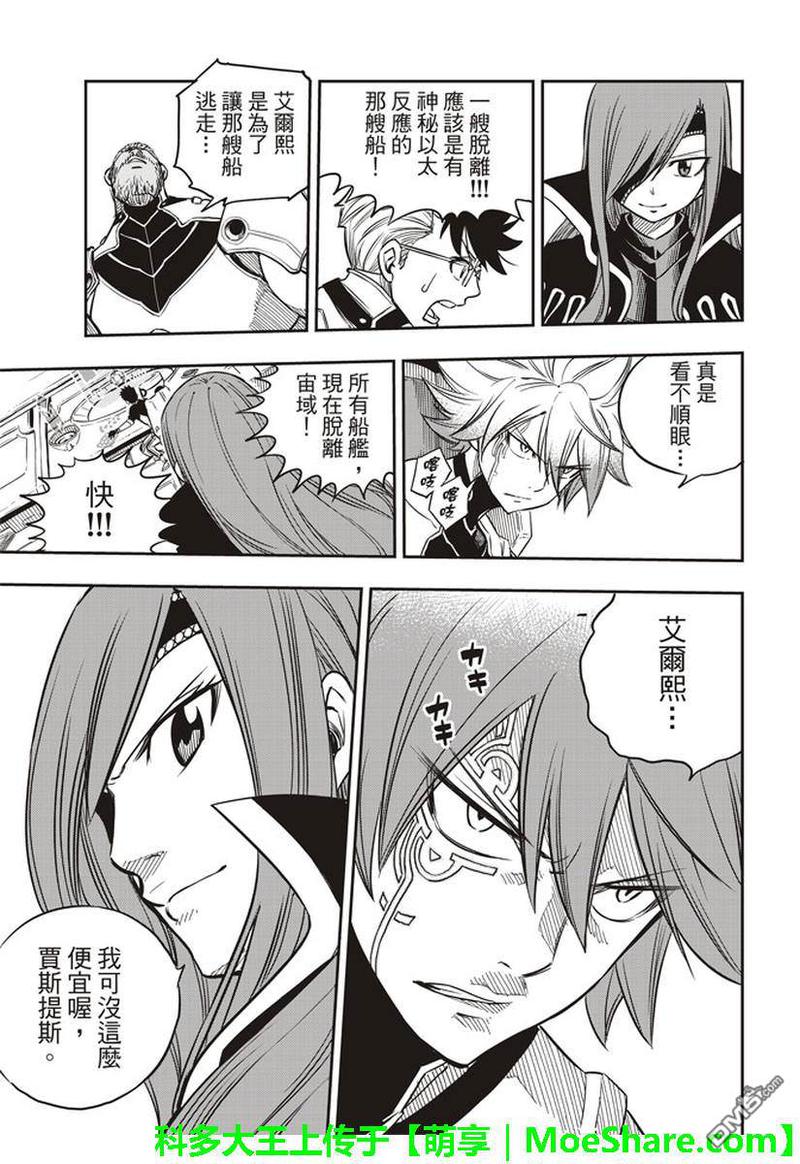 一艘脫離!!!
應該是有
神秘以太
反應的
那艘船！
艾爾熙
是為了
讓那艘船
逃走…
真是
看不順眼…
喀吱
喀吱
所有船艦，
現在脫離
宙域！
快!!!
艾爾熙…
カキ
カキ
我可沒這麼
便宜喔，
賈斯提斯。
DM5.com
科多大王上传于【萌享｜MoeShare.com】